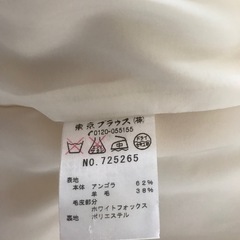 東京ブラウス(株)
0120-055155
NO.725265
表地
本体 アンゴラ 62%
羊毛 38%
毛皮部分
ホワイトフォックス
裏地 ポリエステル